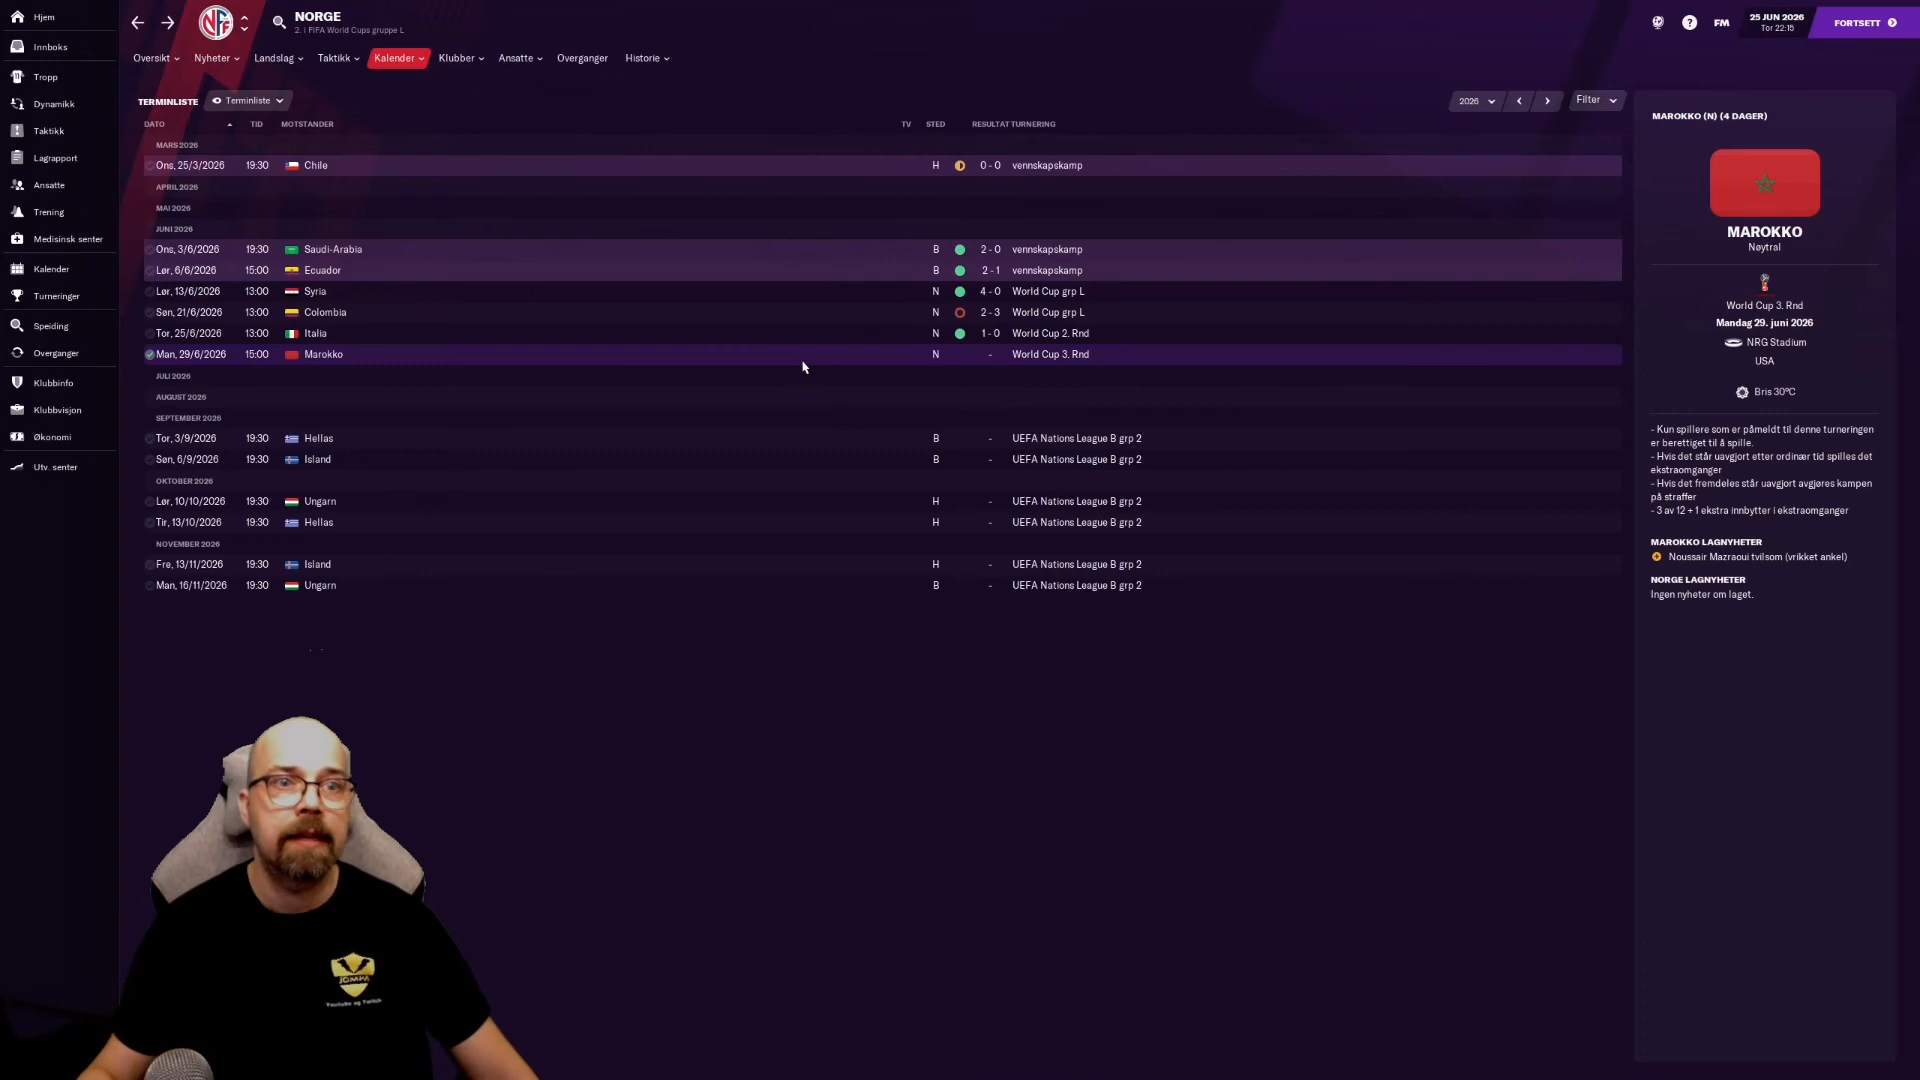 Hjem
Innboks
Tropp
Dynamikk
Taktikk
Lagrapport
Ansatte
Trening
Medisinsk senter
Kalender
Turneringer
Speiding
Overganger
Klubbinfo
Klubbvisjon
Økonomi
Utv. senter
NORGE
2. i FIFA World Cups gruppe L
FM
25 JUN 2026
Tor 22:15
FORTSETT
Oversikt Nyheter Landslag Taktikk Kalender Klubber Ansatte Overganger Historie
TERMINLISTE Terminliste 2026 Filter
DATO TID MOTSTANDER TV STED RESULTAT TURNERING
MARS 2026
Ons, 25/3/2026 19:30 Chile H 0 - 0 vennskapskamp
APRIL 2026
MAI 2026
JUNI 2026
Ons, 3/6/2026 19:30 Saudi-Arabia B 2 - 0 vennskapskamp
Lør, 6/6/2026 15:00 Ecuador B 2 - 1 vennskapskamp
Lør, 13/6/2026 13:00 Syria N 4 - 0 World Cup grp L
Søn, 21/6/2026 13:00 Colombia N 2 - 3 World Cup grp L
Tor, 25/6/2026 13:00 Italia N 1 - 0 World Cup 2. Rnd
Man, 29/6/2026 15:00 Marokko N - World Cup 3. Rnd
JULI 2026
AUGUST 2026
SEPTEMBER 2026
Tor, 3/9/2026 19:30 Hellas B - UEFA Nations League B grp 2
Søn, 6/9/2026 19:30 Island B - UEFA Nations League B grp 2
OKTOBER 2026
Lør, 10/10/2026 19:30 Ungarn H - UEFA Nations League B grp 2
Tir, 13/10/2026 19:30 Hellas H - UEFA Nations League B grp 2
NOVEMBER 2026
Fre, 13/11/2026 19:30 Island H - UEFA Nations League B grp 2
Man, 16/11/2026 19:30 Ungarn B - UEFA Nations League B grp 2
MAROKKO (N) (4 DAGER)
MAROKKO
Nøytral
World Cup 3. Rnd
Mandag 29. juni 2026
NRG Stadium
USA
Bris 30°C
- Kun spillere som er påmeldt til denne turneringen
er berettiget til å spille.
- Hvis det står uavgjort etter ordinær tid spilles det
ekstraomganger
- Hvis det fremdeles står uavgjort avgjøres kampen
på straffer
- 3 av 12 + 1 ekstra innbytter i ekstraomganger
MAROKKO LAGNYHETER
Noussair Mazraoui tvilsom (vrikket ankel)
NORGE LAGNYHETER
Ingen nyheter om laget.
JOMPA
Youtube og Twitch